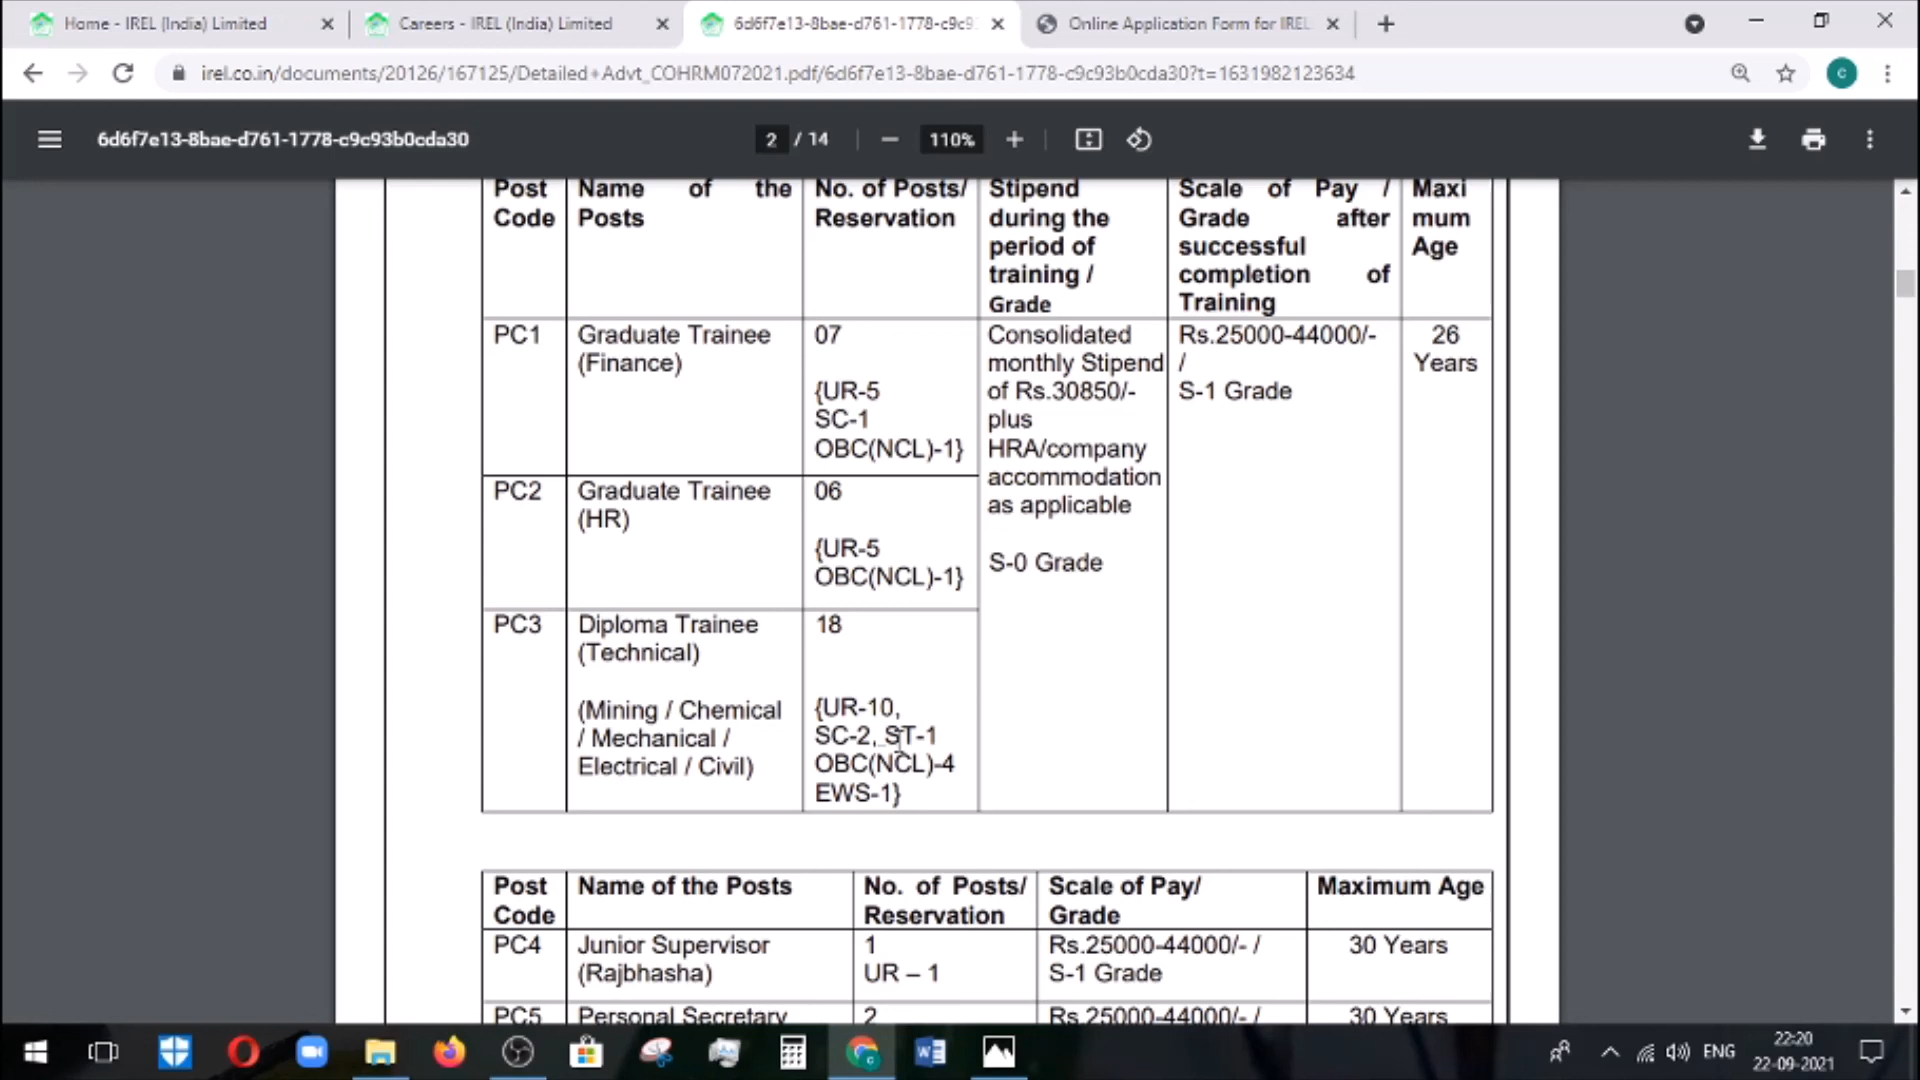 Home - IREL (India) Limited
Careers - IREL (India) Limited
6d6f7e13-8bae-d761-1778-c9c93
Online Application Form for IREL
irel.co.in/documents/20126/167125/Detailed+Advt_COHRM072021.pdf/6d6f7e13-8bae-d761-1778-c9c93b0cda30?t=1631982123634
C
6d6f7e13-8bae-d761-1778-c9c93b0cda30
2 / 14
110%
Post Code
Name of the Posts
No. of Posts/ Reservation
Stipend during the period of training / Grade
Scale of Pay / Grade after successful completion of Training
Maxi mum Age
PC1
Graduate Trainee
(Finance)
07
{UR-5
SC-1
OBC(NCL)-1}
Consolidated
monthly Stipend
of Rs.30850/-
plus
HRA/company
accommodation
as applicable
S-0 Grade
Rs.25000-44000/-
/
S-1 Grade
26
Years
PC2
Graduate Trainee
(HR)
06
{UR-5
OBC(NCL)-1}
PC3
Diploma Trainee
(Technical)
(Mining / Chemical
/ Mechanical /
Electrical / Civil)
18
{UR-10,
SC-2, ST-1
OBC(NCL)-4
EWS-1}
Post Code
Name of the Posts
No. of Posts/ Reservation
Scale of Pay/ Grade
Maximum Age
PC4
Junior Supervisor
(Rajbhasha)
1
UR – 1
Rs.25000-44000/- /
S-1 Grade
30 Years
PC5
Personal Secretary
2
Rs.25000-44000/- /
30 Years
ENG
22:20
22-09-2021